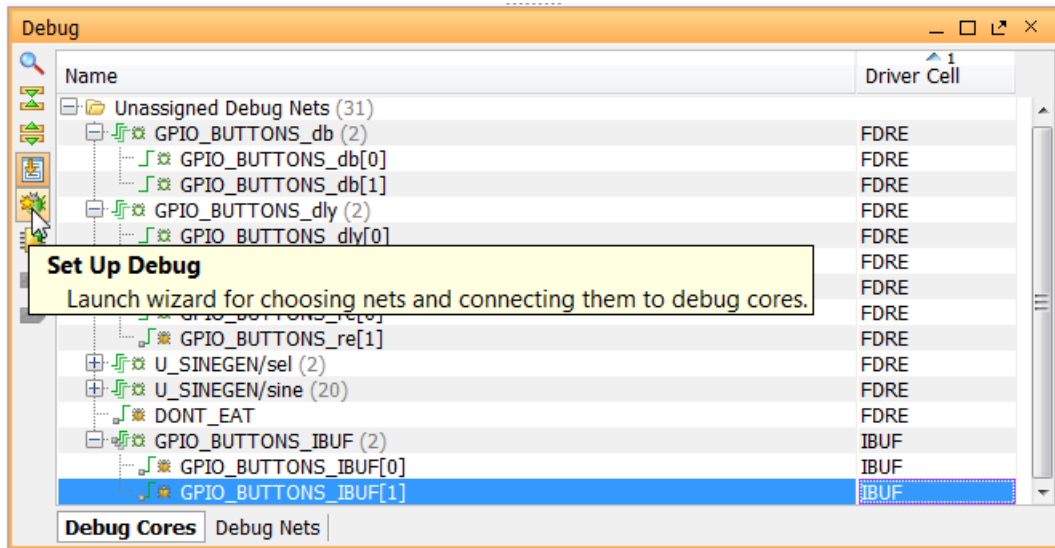 Debug
1
Name Driver Cell
Unassigned Debug Nets (31)
GPIO_BUTTONS_db (2) FDRE
GPIO_BUTTONS_db[0] FDRE
GPIO_BUTTONS_db[1] FDRE
GPIO_BUTTONS_dly (2) FDRE
GPIO_BUTTONS_dly[0] FDRE
Set Up Debug FDRE
Launch wizard for choosing nets and connecting them to debug cores. FDRE
GPIO_BUTTONS_re[0] FDRE
GPIO_BUTTONS_re[1] FDRE
U_SINEGEN/sel (2) FDRE
U_SINEGEN/sine (20) FDRE
DONT_EAT FDRE
GPIO_BUTTONS_IBUF (2) IBUF
GPIO_BUTTONS_IBUF[0] IBUF
GPIO_BUTTONS_IBUF[1] IBUF
Debug Cores Debug Nets